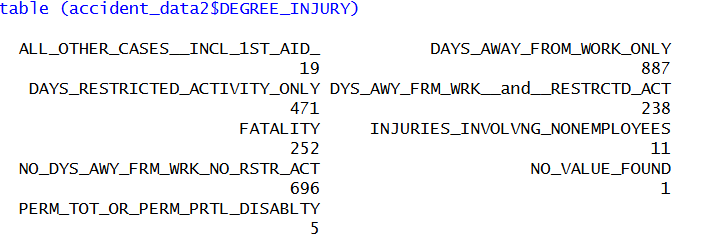 table (accident_data2$DEGREE_INJURY)
ALL_OTHER_CASES__INCL_1ST_AID_ DAYS_AWAY_FROM_WORK_ONLY
19 887
DAYS_RESTRICTED_ACTIVITY_ONLY DYS_AWY_FRM_WRK__and__RESTRCTD_ACT
471 238
FATALITY INJURIES_INVOLVNG_NONEMPLOYEES
252 11
NO_DYS_AWY_FRM_WRK_NO_RSTR_ACT NO_VALUE_FOUND
696 1
PERM_TOT_OR_PERM_PRTL_DISABLTY
5